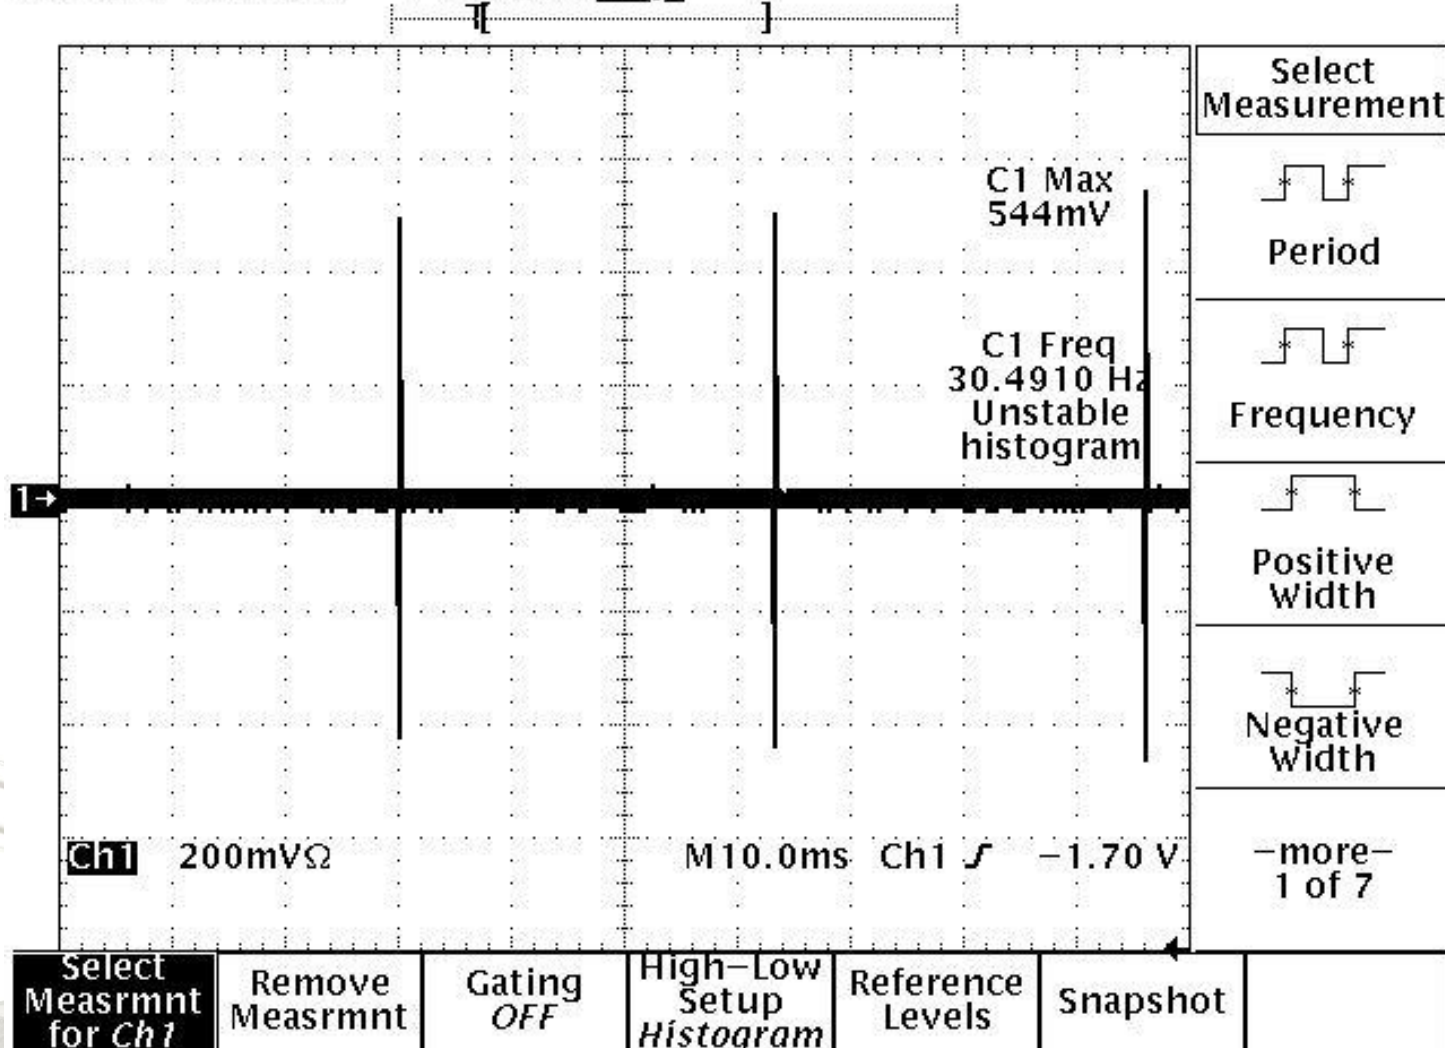 T[ ]
Select
Measurement
C1 Max
544mV
Period
C1 Freq
30.4910 Hz
Unstable
histogram
Frequency
1→
Positive
Width
Negative
Width
Ch1 200mVΩ M10.0ms Ch1 ƒ −1.70 V
–more–
1 of 7
Select
Measrmnt
for Ch1
Remove
Measrmnt
Gating
OFF
High–Low
Setup
Histogram
Reference
Levels
Snapshot